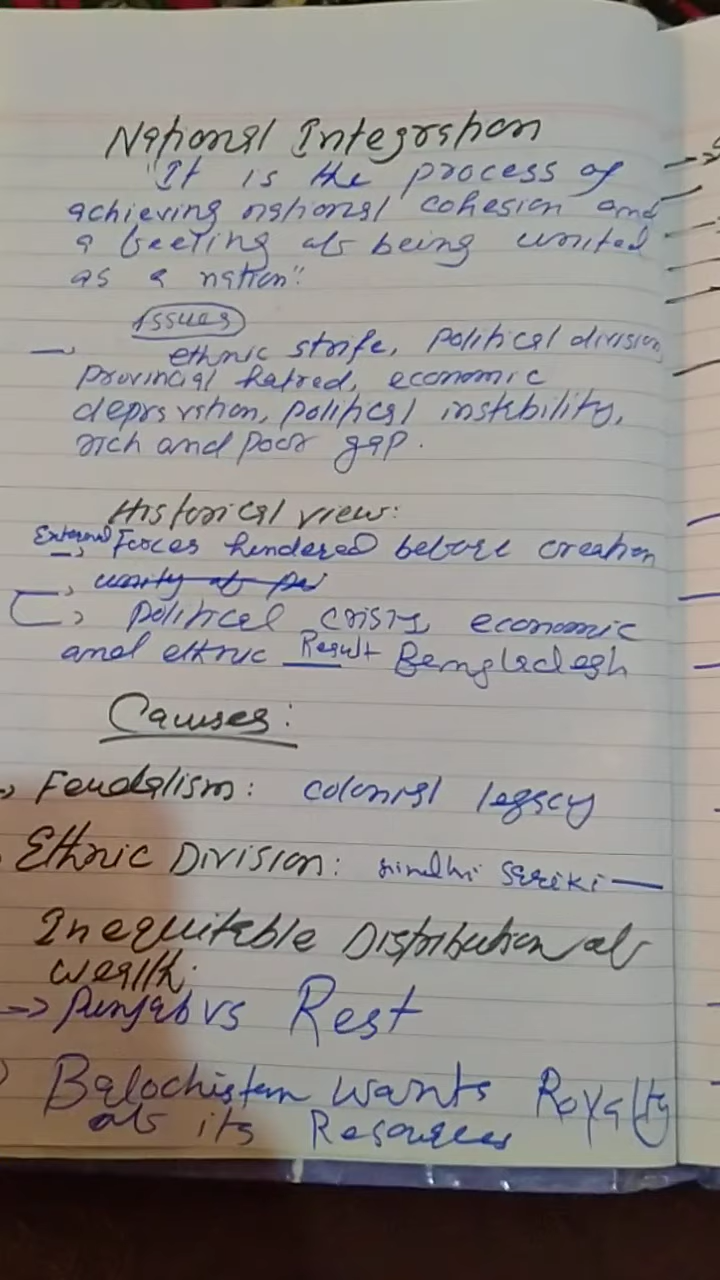 National Integration
"It is the process of
achieving national cohesion and
a feeling of being united
as a nation".
Issues
→ ethnic strife, political division
provincial hatred, economic
deprivation, political instability,
rich and poor gap.
Historical view:
External Forces hendered before creation
→ unity of
→ political crisis, economic
and ethnic Result Bengladesh
Causes:
→ Feudalism: colonial legacy
Ethnic Division: sindhi Seriki —
Inequitable Distribution of
wealth:
→ Punjab vs Rest
Balochistan wants Royalty
of its Resources